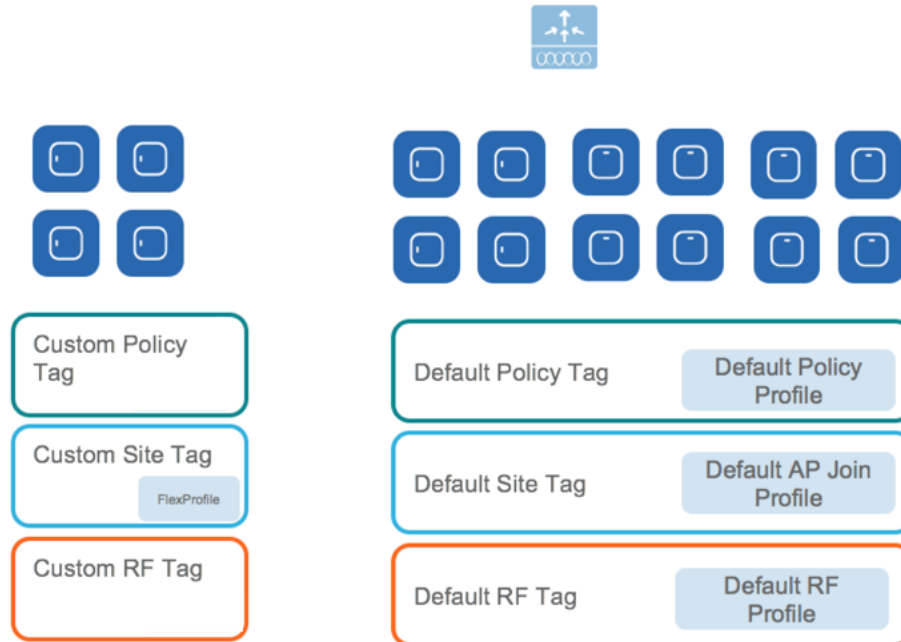 Custom Policy
Tag
Custom Site Tag
FlexProfile
Custom RF Tag
Default Policy Tag
Default Policy
Profile
Default Site Tag
Default AP Join
Profile
Default RF Tag
Default RF
Profile